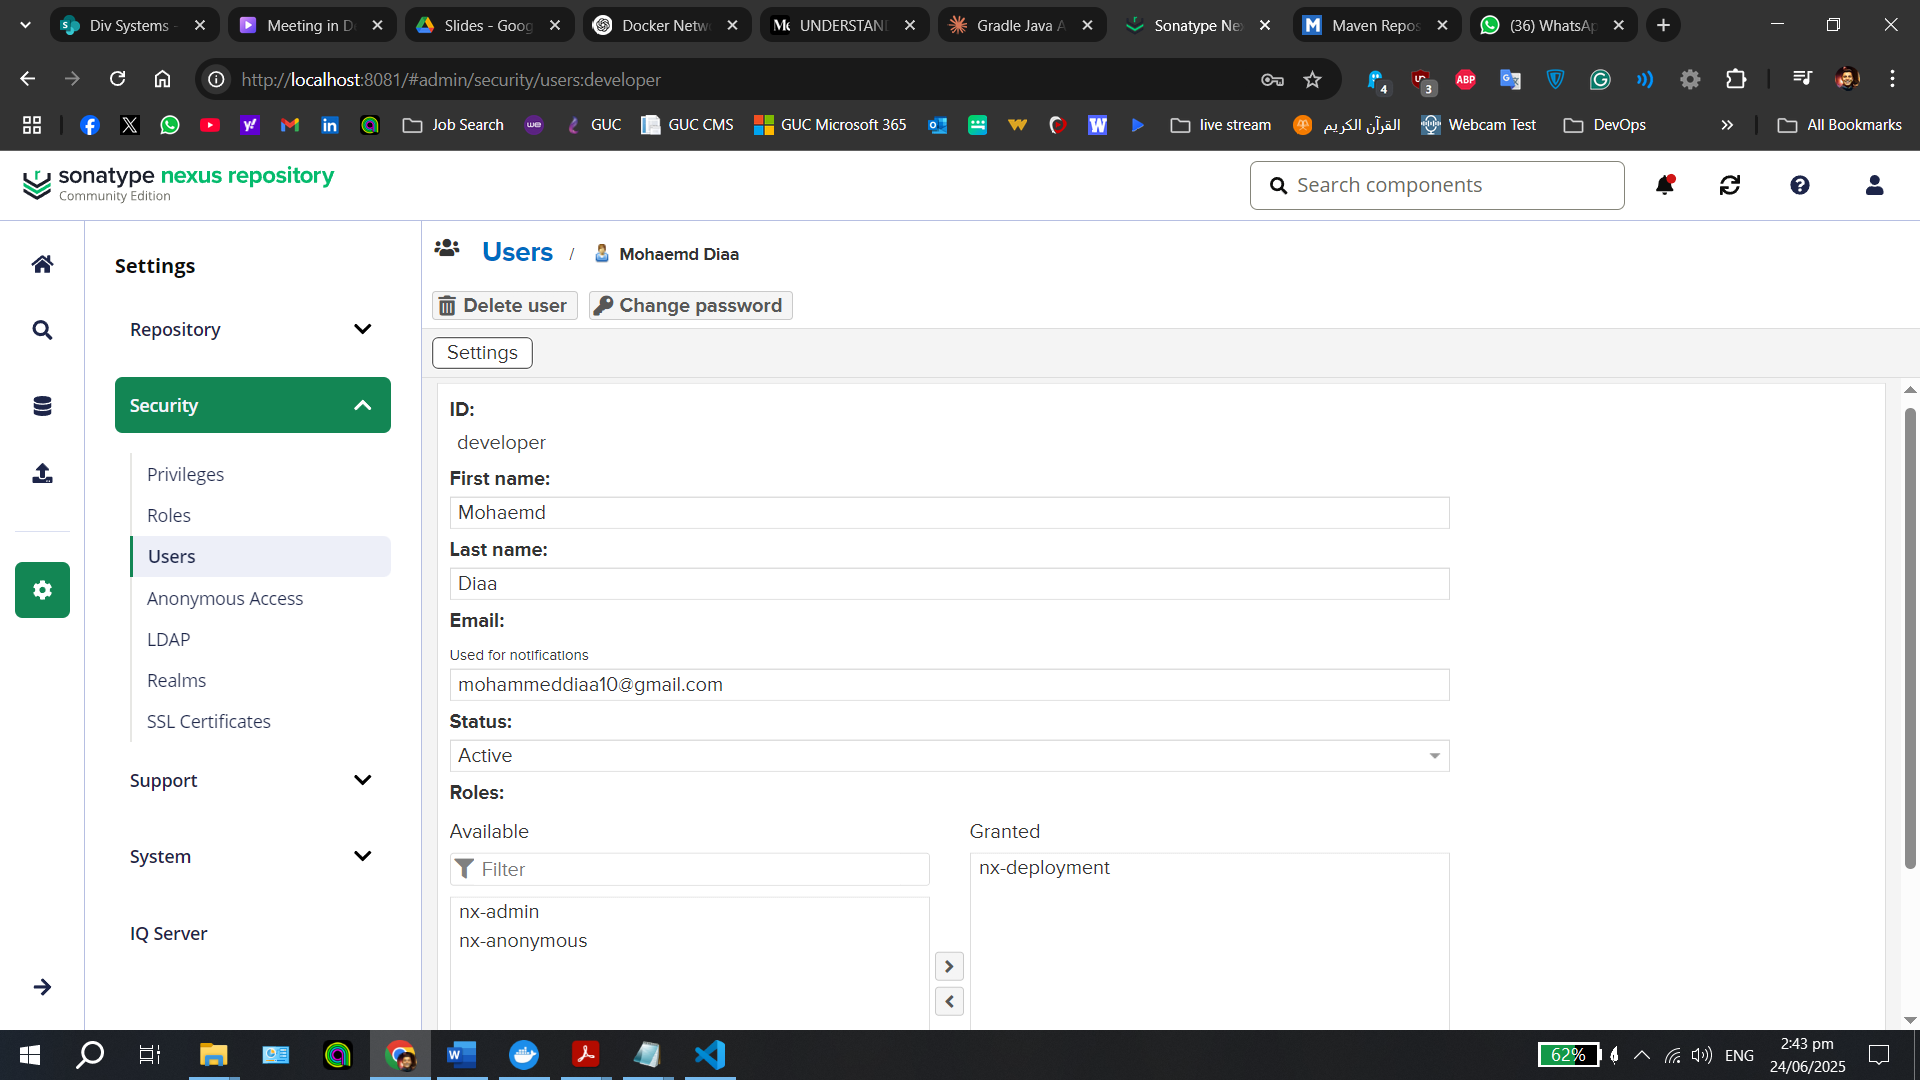 Div Systems -
Meeting in De
Slides - Goog
Docker Netw
UNDERSTAN
Gradle Java A
Sonatype Ne
Maven Repos
(36) WhatsAp
http://localhost:8081/#admin/security/users:developer
4
3
ABP
Job Search
GUC
GUC CMS
GUC Microsoft 365
live stream
القرآن الكريم
Webcam Test
DevOps
All Bookmarks
sonatype nexus repository
Community Edition
Search components
Settings
Repository
Security
Privileges
Roles
Users
Anonymous Access
LDAP
Realms
SSL Certificates
Support
System
IQ Server
Users / Mohaemd Diaa
Delete user
Change password
Settings
ID:
developer
First name:
Mohaemd
Last name:
Diaa
Email:
Used for notifications
mohammeddiaa10@gmail.com
Status:
Active
Roles:
Available
Granted
Filter
nx-deployment
nx-admin
nx-anonymous
62%
ENG
2:43 pm
24/06/2025